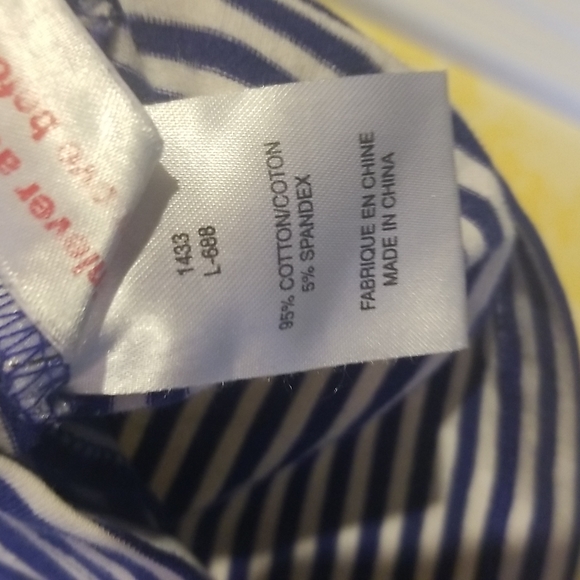 FABRIQUE EN CHINE
MADE IN CHINA
95% COTTON/COTON
5% SPANDEX
1433
L-688